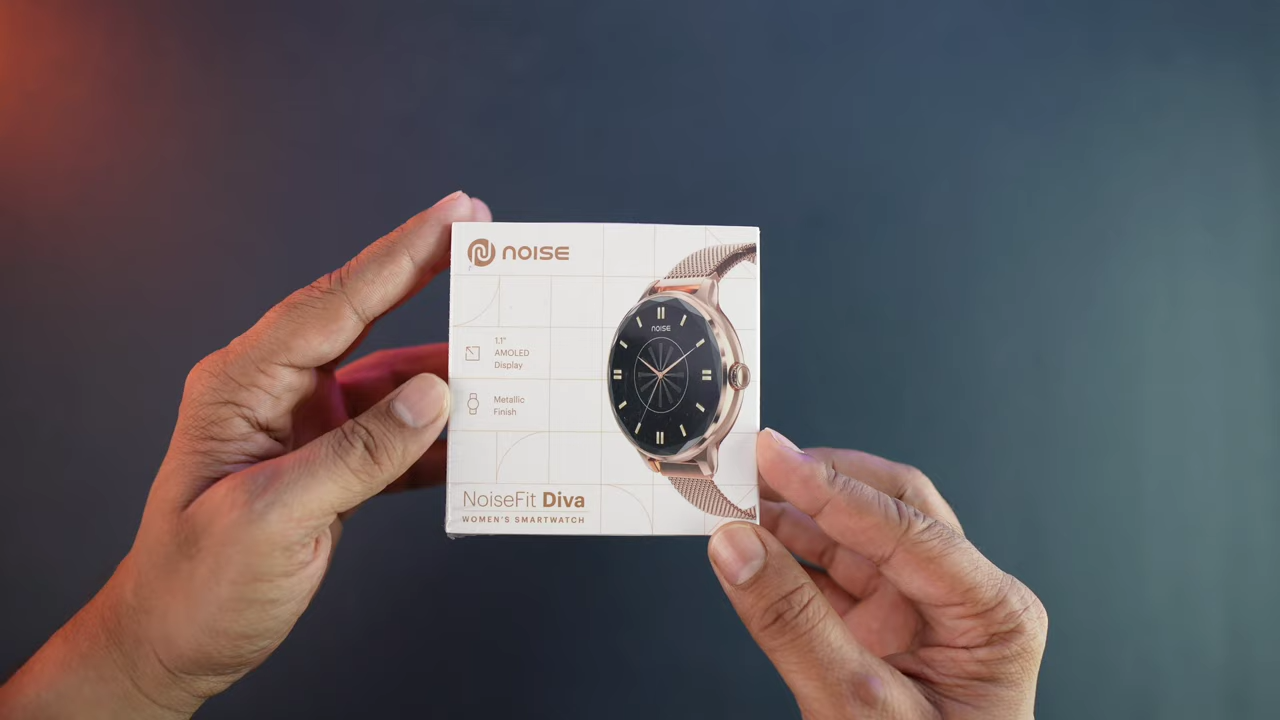 NOISE
NOISE
1.1"
AMOLED
Display
Metallic
Finish
NoiseFit Diva
WOMEN'S SMARTWATCH